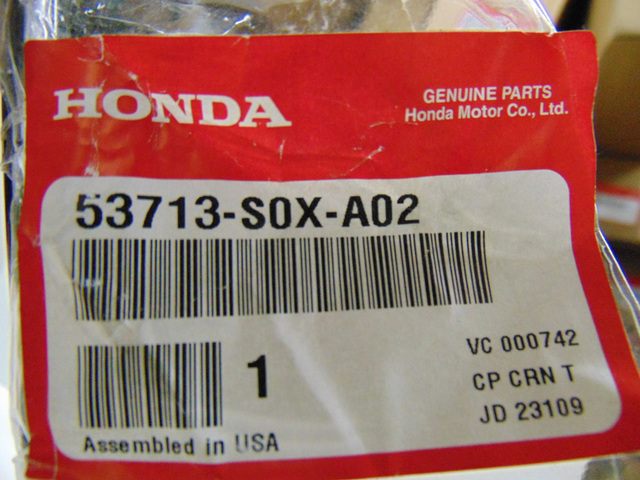 HONDA
GENUINE PARTS
Honda Motor Co., Ltd.
53713-S0X-A02
1
VC 000742
CP CRN T
JD 23109
Assembled in USA